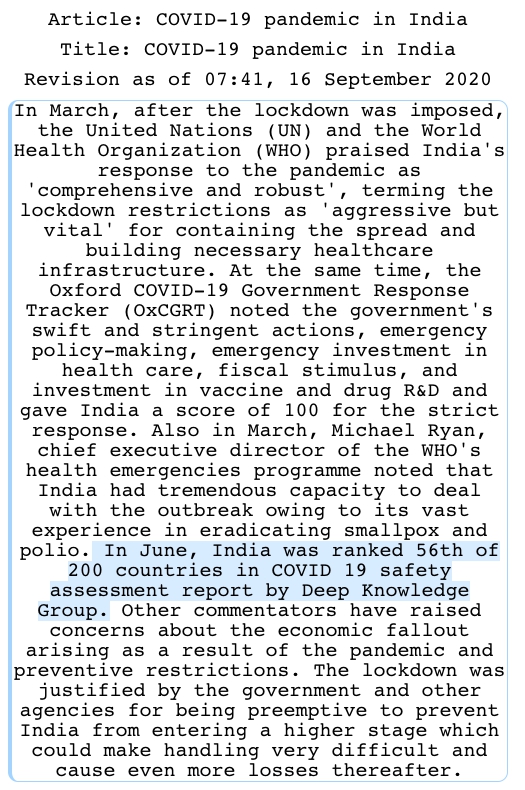 Article: COVID-19 pandemic in India
Title: COVID-19 pandemic in India
Revision as of 07:41, 16 September 2020
In March, after the lockdown was imposed,
the United Nations (UN) and the World
Health Organization (WHO) praised India's
response to the pandemic as
'comprehensive and robust', terming the
lockdown restrictions as 'aggressive but
vital' for containing the spread and
building necessary healthcare
infrastructure. At the same time, the
Oxford COVID-19 Government Response
Tracker (OxCGRT) noted the government's
swift and stringent actions, emergency
policy-making, emergency investment in
health care, fiscal stimulus, and
investment in vaccine and drug R&D and
gave India a score of 100 for the strict
response. Also in March, Michael Ryan,
chief executive director of the WHO's
health emergencies programme noted that
India had tremendous capacity to deal
with the outbreak owing to its vast
experience in eradicating smallpox and
polio. In June, India was ranked 56th of
200 countries in COVID 19 safety
assessment report by Deep Knowledge
Group. Other commentators have raised
concerns about the economic fallout
arising as a result of the pandemic and
preventive restrictions. The lockdown was
justified by the government and other
agencies for being preemptive to prevent
India from entering a higher stage which
could make handling very difficult and
cause even more losses thereafter.